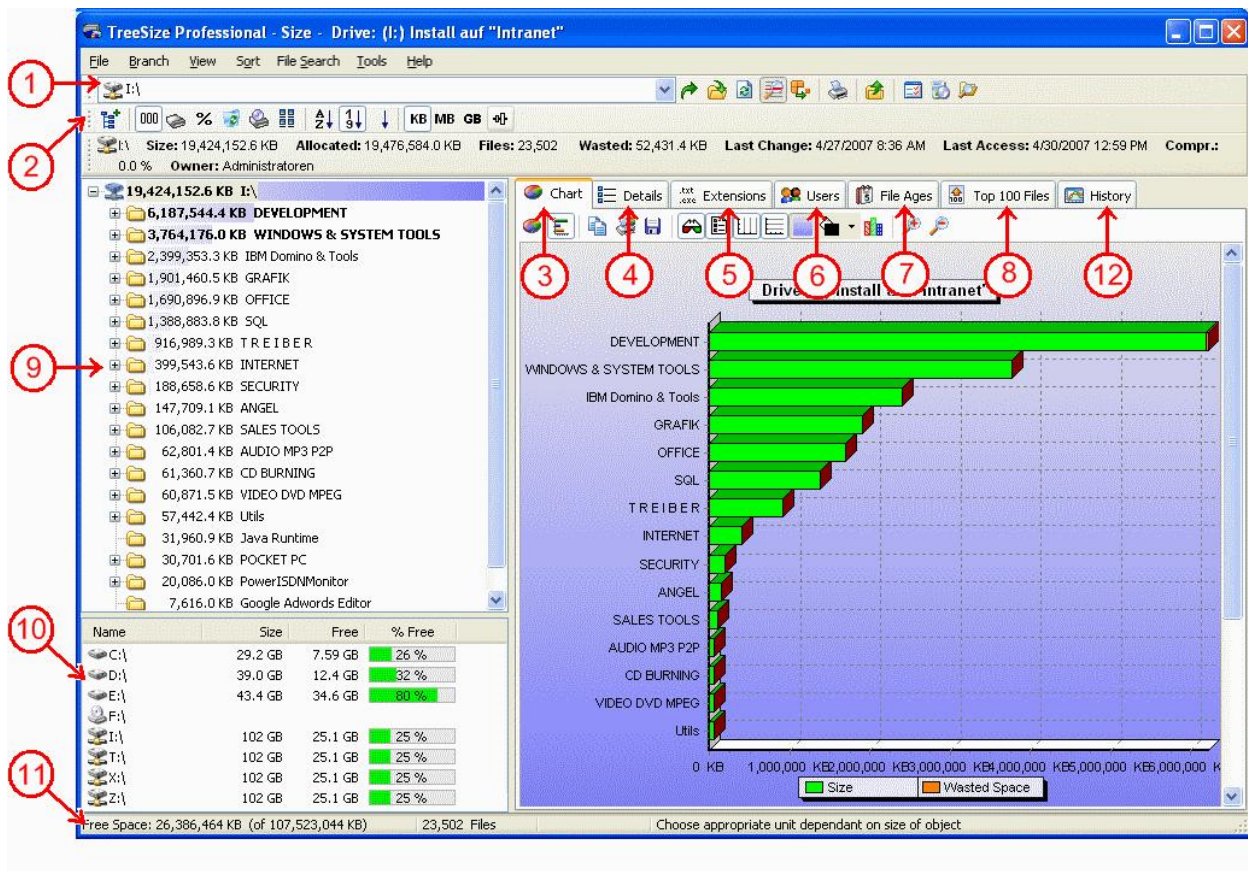 TreeSize Professional - Size - Drive: (I:) Install auf "Intranet"
File Branch View Sort File Search Tools Help
1
I:\
2
000 % A Z 1 9 KB MB GB
I:\ Size: 19,424,152.6 KB Allocated: 19,476,584.0 KB Files: 23,502 Wasted: 52,431.4 KB Last Change: 4/27/2007 8:36 AM Last Access: 4/30/2007 12:59 PM Compr.:
0.0 % Owner: Administratoren
19,424,152.6 KB I:\
6,187,544.4 KB DEVELOPMENT
3,764,176.0 KB WINDOWS & SYSTEM TOOLS
2,399,353.3 KB IBM Domino & Tools
1,901,460.5 KB GRAFIK
1,690,896.9 KB OFFICE
1,388,883.8 KB SQL
916,989.3 KB T R E I B E R
9
399,543.6 KB INTERNET
188,658.6 KB SECURITY
147,709.1 KB ANGEL
106,082.7 KB SALES TOOLS
62,801.4 KB AUDIO MP3 P2P
61,360.7 KB CD BURNING
60,871.5 KB VIDEO DVD MPEG
57,442.4 KB Utils
31,960.9 KB Java Runtime
30,701.6 KB POCKET PC
20,086.0 KB PowerISDNMonitor
7,616.0 KB Google Adwords Editor
Chart Details .txt .exe Extensions Users File Ages 100 Top 100 Files History
3 4 5 6 7 8 12
Drive: Install auf Intranet"
DEVELOPMENT
WINDOWS & SYSTEM TOOLS
IBM Domino & Tools
GRAFIK
OFFICE
SQL
T R E I B E R
INTERNET
SECURITY
ANGEL
SALES TOOLS
AUDIO MP3 P2P
CD BURNING
VIDEO DVD MPEG
Utils
0 KB 1,000,000 KB 2,000,000 KB 3,000,000 KB 4,000,000 KB 5,000,000 KB 6,000,000 K
Size Wasted Space
10
Name Size Free % Free
C:\ 29.2 GB 7.59 GB 26 %
D:\ 39.0 GB 12.4 GB 32 %
E:\ 43.4 GB 34.6 GB 80 %
F:\
I:\ 102 GB 25.1 GB 25 %
T:\ 102 GB 25.1 GB 25 %
X:\ 102 GB 25.1 GB 25 %
Z:\ 102 GB 25.1 GB 25 %
11
Free Space: 26,386,464 KB (of 107,523,044 KB) 23,502 Files Choose appropriate unit dependant on size of object